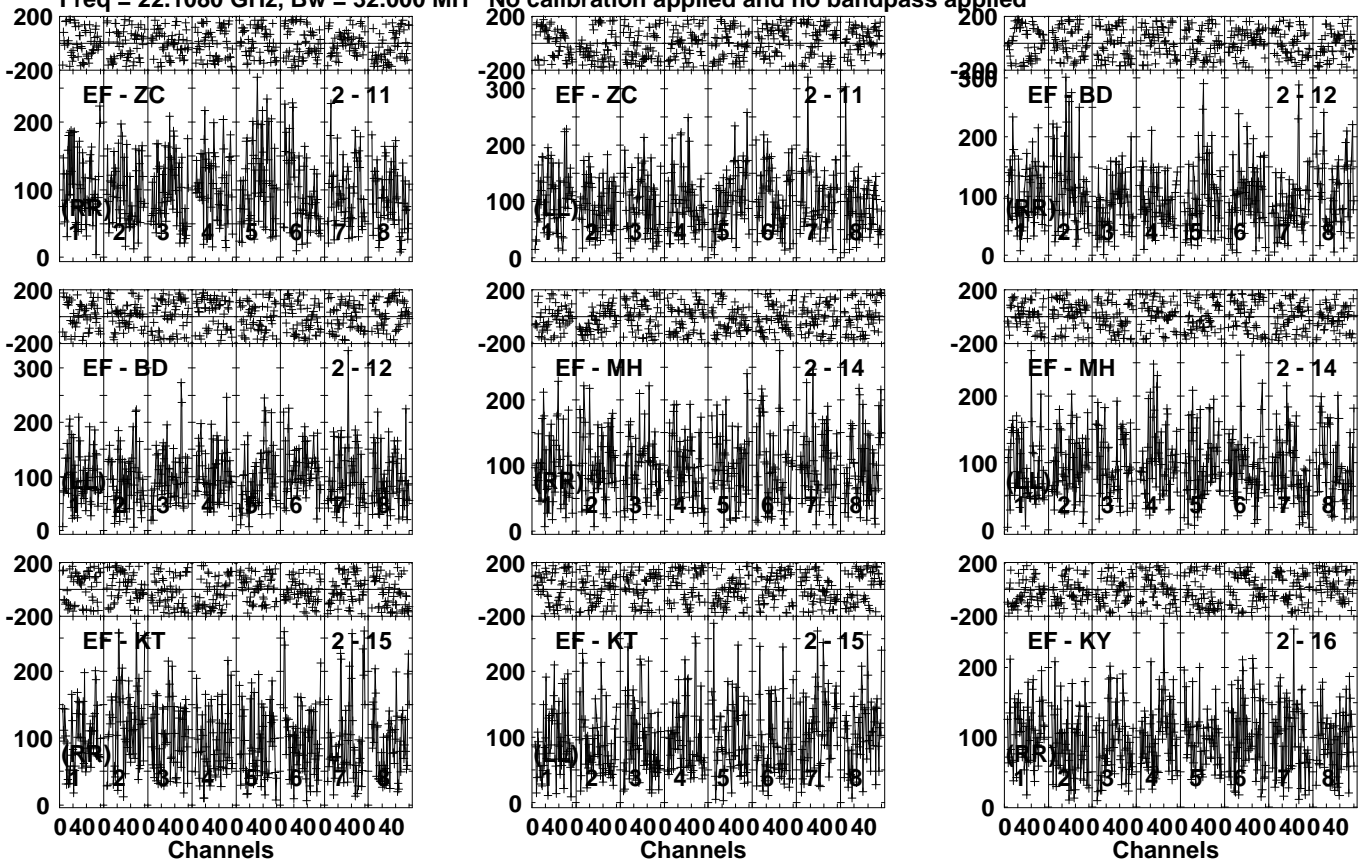 Freq = 22.1080 GHz, Bw = 32.000 MH No calibration applied and no bandpass applied
200 200 200
-200 -200 -200
EF - ZC 2 - 11 EF - ZC 2 - 11 EF - BD 2 - 12
300 300
200 200 200
100 100 100
(RR) (LL) (RR)
1 2 3 4 5 6 7 8 1 2 3 4 5 6 7 8 1 2 3 4 5 6 7 8
0 0 0
200 200 200
-200 -200 -200
EF - BD 2 - 12 EF - MH 2 - 14 EF - MH 2 - 14
300
200 200 200
100 100 100
(LL) (RR) (LL)
1 2 3 4 5 6 7 8 1 2 3 4 5 6 7 8 1 2 3 4 5 6 7 8
0 0 0
200 200 200
-200 -200 -200
EF - KT 2 - 15 EF - KT 2 - 15 EF - KY 2 - 16
200 200 200
100 100 100
(RR) (LL) (RR)
1 2 3 4 5 6 7 8 1 2 3 4 5 6 7 8 1 2 3 4 5 6 7 8
0 0 0
0 40 0 40 0 40 0 40 0 40 0 40 0 40 0 40 0 40 0 40 0 40 0 40 0 40 0 40 0 40 0 40 0 40 0 40 0 40 0 40 0 40 0 40 0 40 0 40
Channels Channels Channels